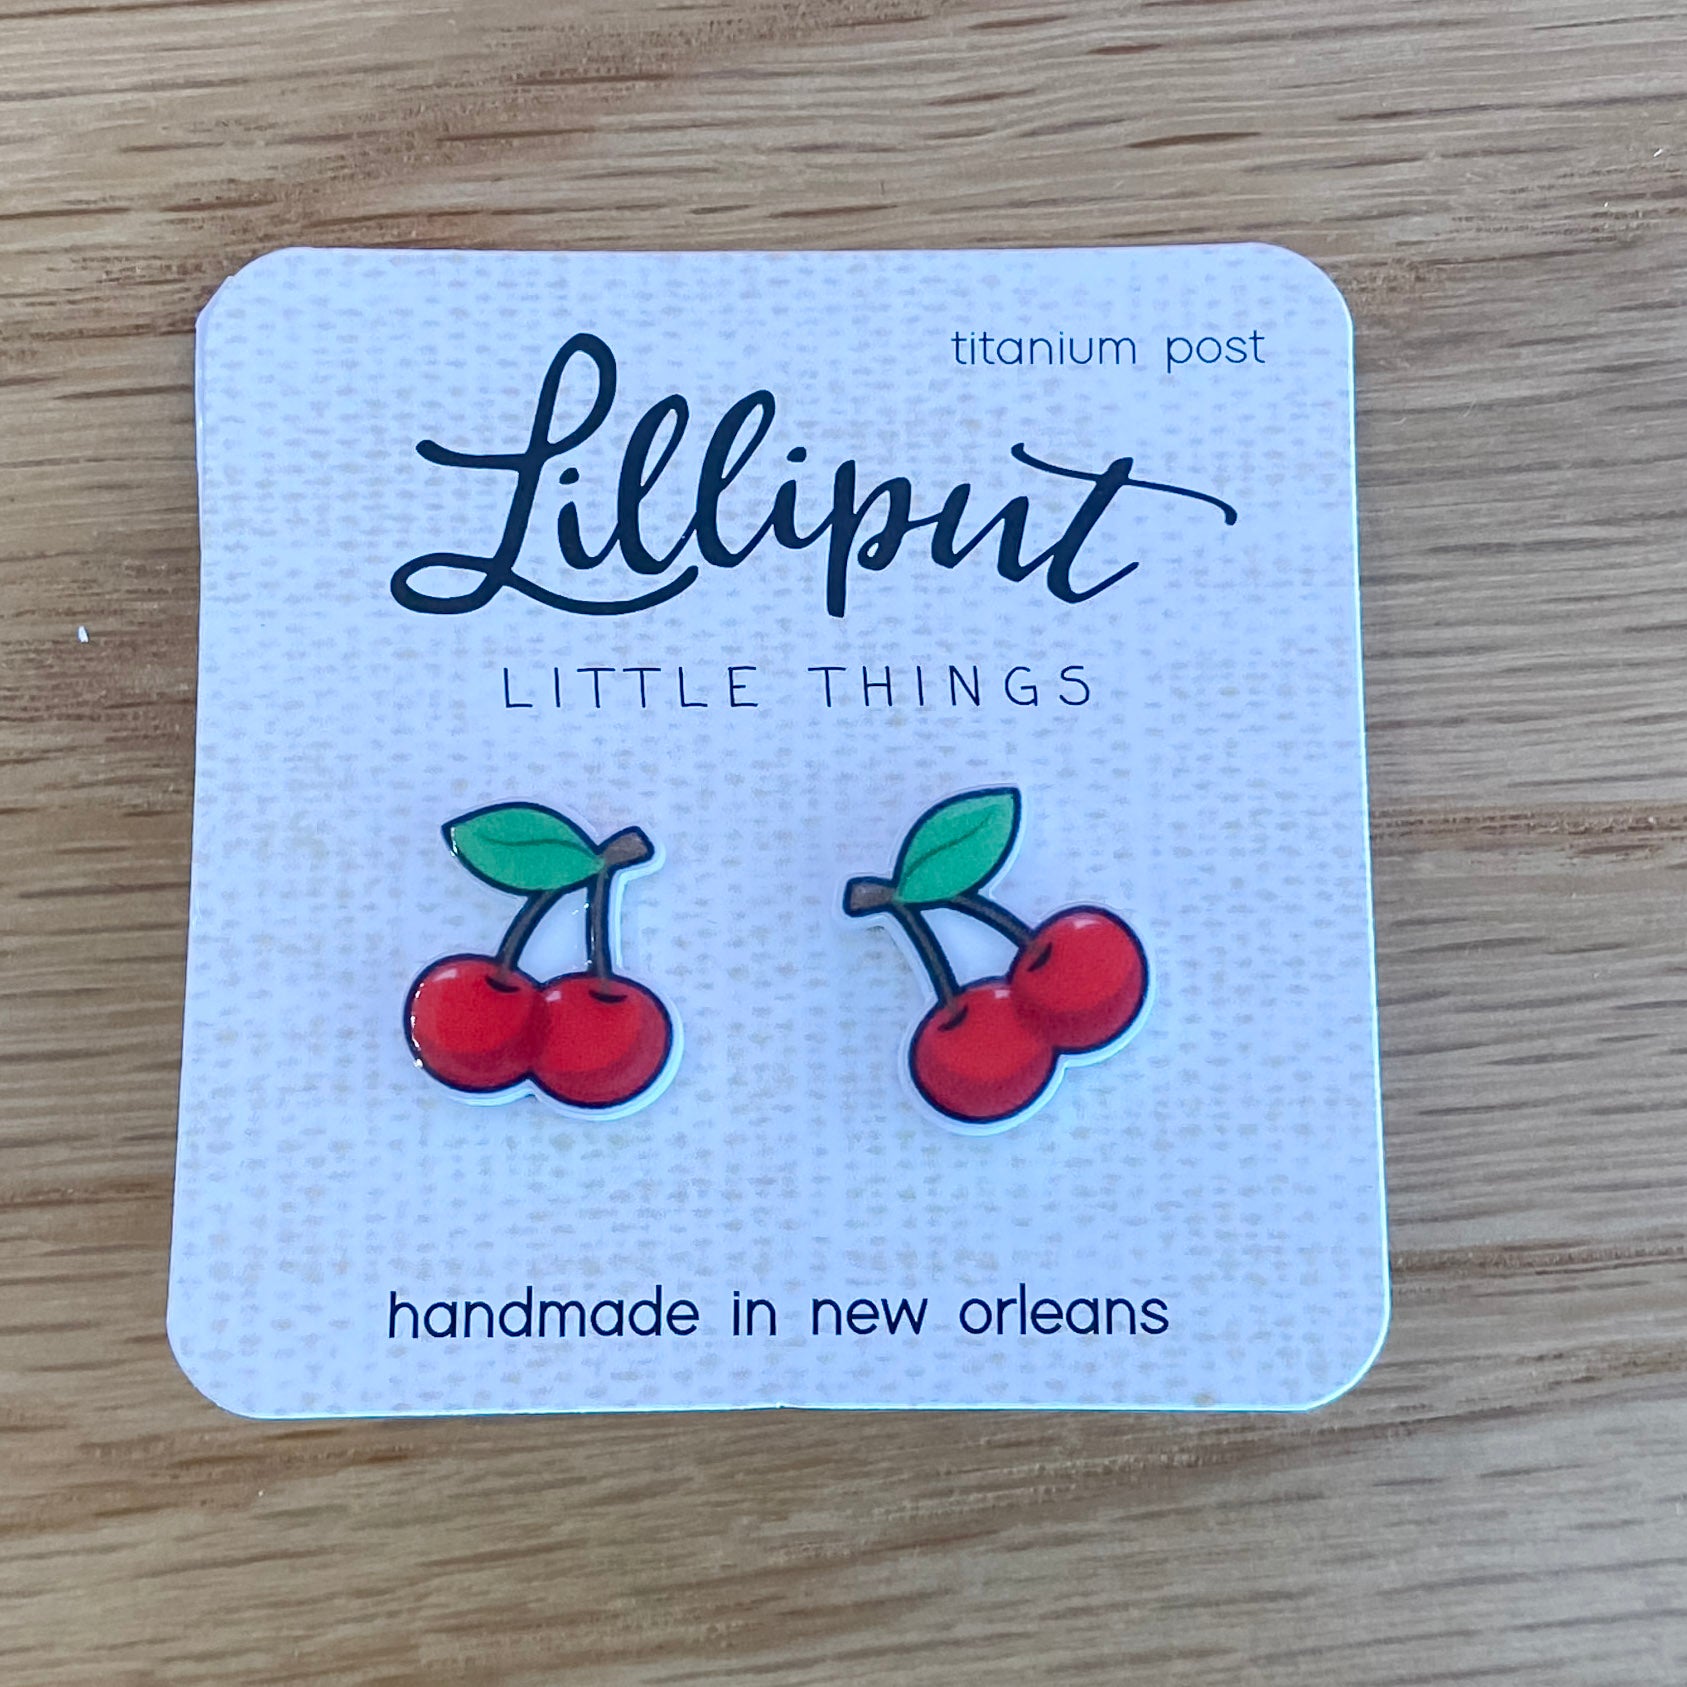 titanium post
Lilliput
LITTLE THINGS
handmade in new orleans